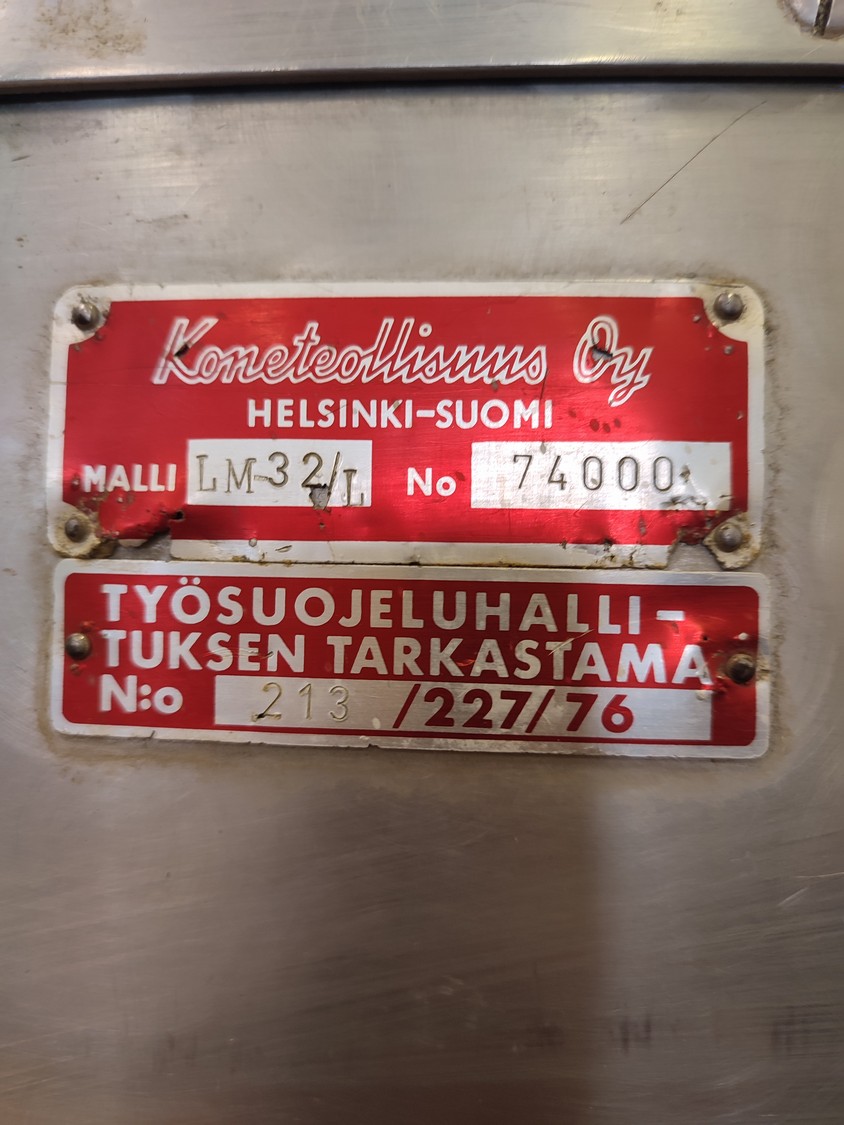 Koneteollisuus Oy
HELSINKI-SUOMI
MALLI LM-32/L No 74000
TYÖSUOJELUHALLI-
TUKSEN TARKASTAMA
N:o 213 /227/76